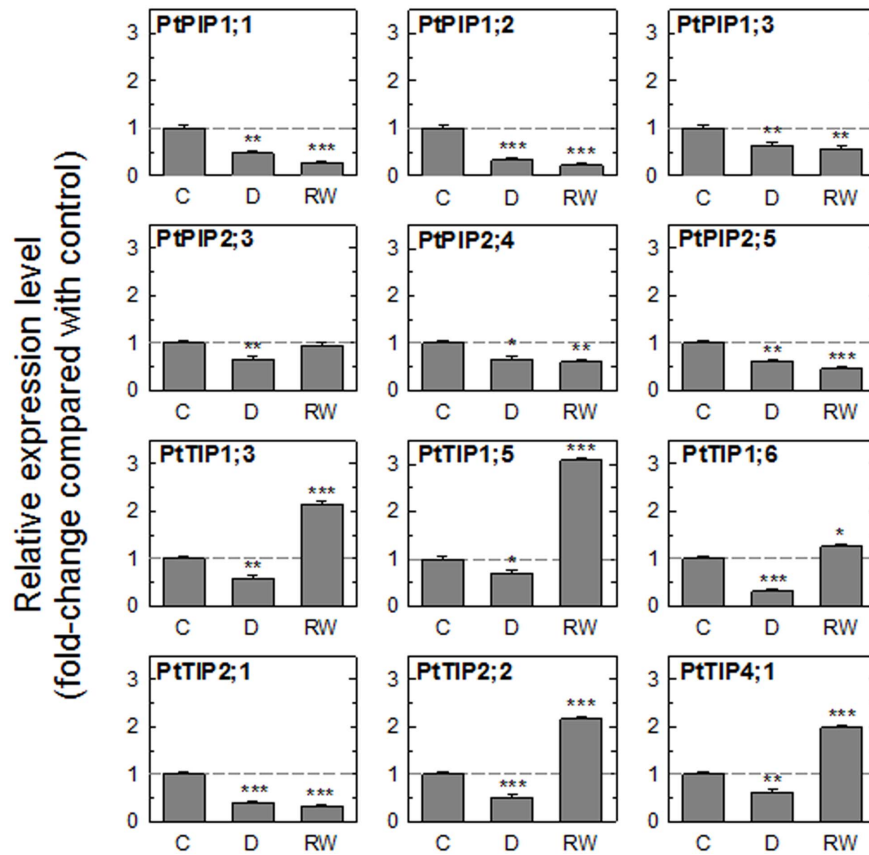 Relative expression level
(fold-change compared with control)
PtPIP1;1
3
2
1
0
**
***
C D RW
PtPIP1;2
3
2
1
0
***
***
C D RW
PtPIP1;3
3
2
1
0
**
**
C D RW
PtPIP2;3
3
2
1
0
**
C D RW
PtPIP2;4
3
2
1
0
*
**
C D RW
PtPIP2;5
3
2
1
0
**
***
C D RW
PtTIP1;3
3
2
1
0
**
***
C D RW
PtTIP1;5
3
2
1
0
*
***
C D RW
PtTIP1;6
3
2
1
0
***
*
C D RW
PtTIP2;1
3
2
1
0
***
***
C D RW
PtTIP2;2
3
2
1
0
***
***
C D RW
PtTIP4;1
3
2
1
0
**
***
C D RW